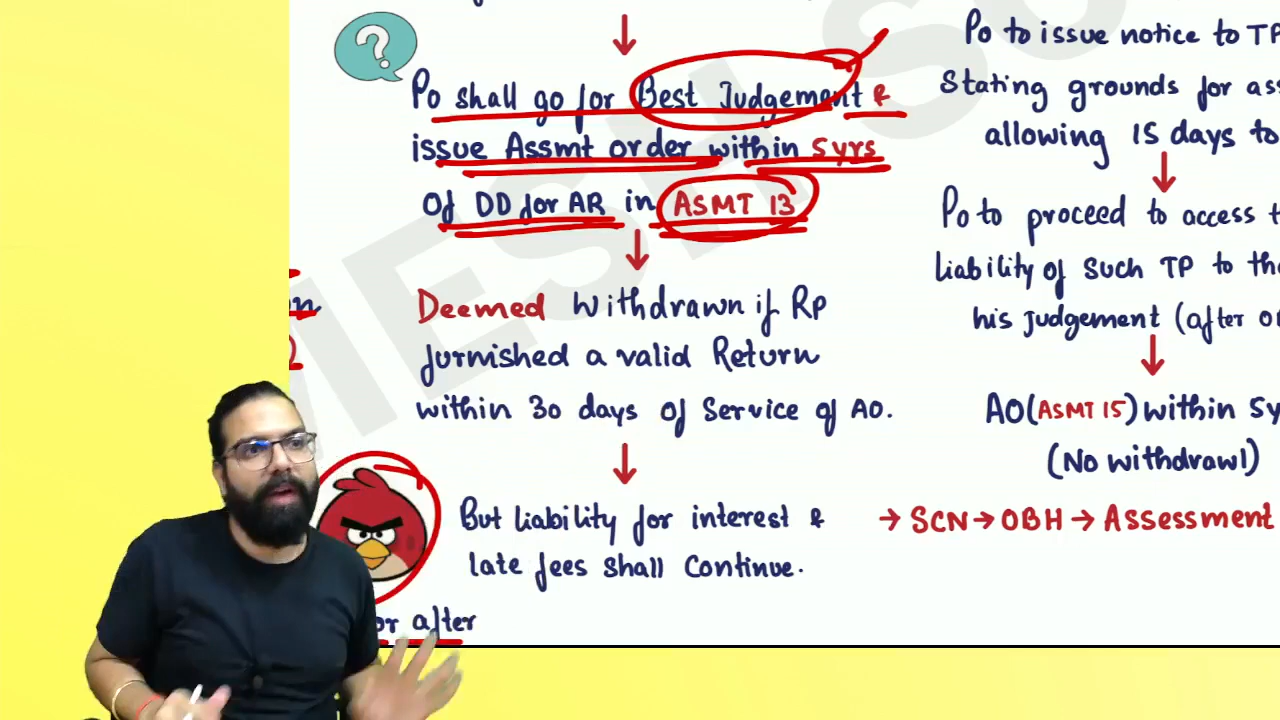 Po shall go for Best Judgement &
issue Assmt order within 5yrs
of DD for AR in ASMT 13
Deemed withdrawn if Rp
furnished a valid Return
within 30 days of Service of AO.
But liability for interest &
late fees shall Continue.
or after
Po to issue notice to TP
Stating grounds for ass
allowing 15 days to
Po to proceed to access t
liability of Such TP to the
his judgement (after or
AO(ASMT 15) within 5y
(No withdrawl)
→ SCN → OBH → Assessment